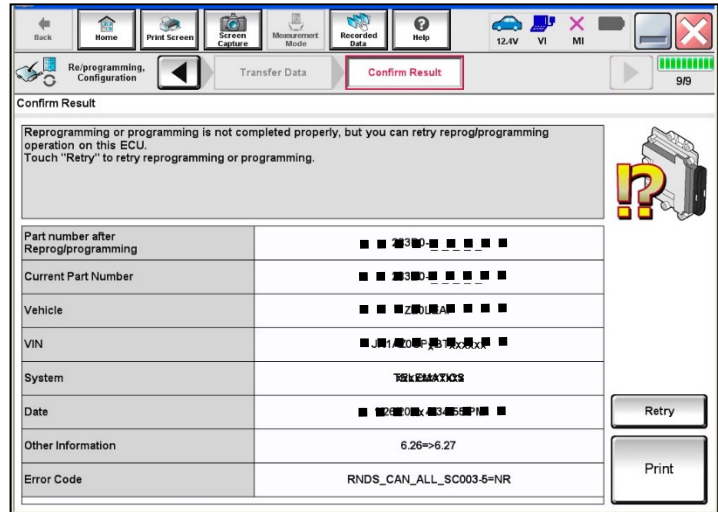 Back
Home
Print Screen
Screen Capture
Measurement Mode
Recorded Data
Help
12.4V
VI
MI
Re/programming, Configuration
Transfer Data
Confirm Result
9/9
Confirm Result
Reprogramming or programming is not completed properly, but you can retry reprog/programming
operation on this ECU.
Touch "Retry" to retry reprogramming or programming.
Part number after
Reprog/programming
Current Part Number
Vehicle
VIN
System
TELEMATICS
Date
Other Information
6.26=>6.27
Error Code
RNDS_CAN_ALL_SC003-5=NR
Retry
Print
!?